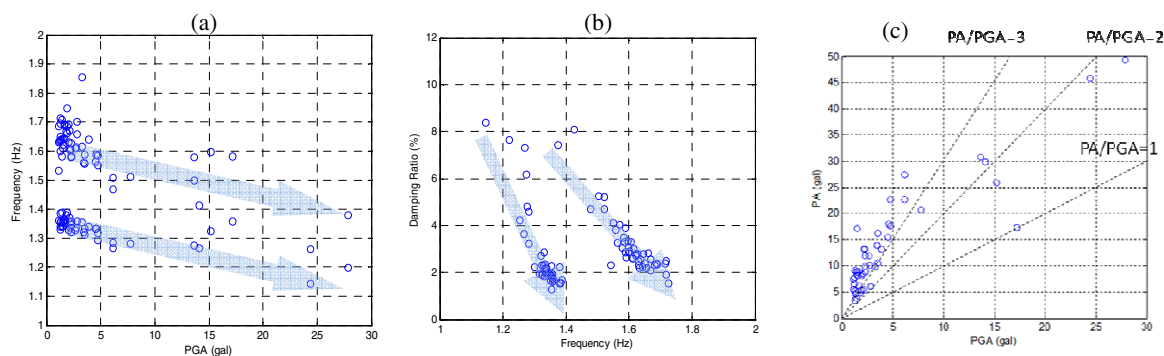 (a)
2
1.9
1.8
1.7
1.6
1.5
1.4
1.3
1.2
1.1
1
Frequency (Hz)
0 5 10 15 20 25 30
PGA (gal)
(b)
12
10
8
6
4
2
0
Damping Ratio (%)
1 1.2 1.4 1.6 1.8 2
Frequency (Hz)
(c)
PA/PGA=3
PA/PGA=2
PA/PGA=1
50
45
40
35
30
25
20
15
10
5
0
PA (gal)
0 5 10 15 20 25 30
PGA (gal)